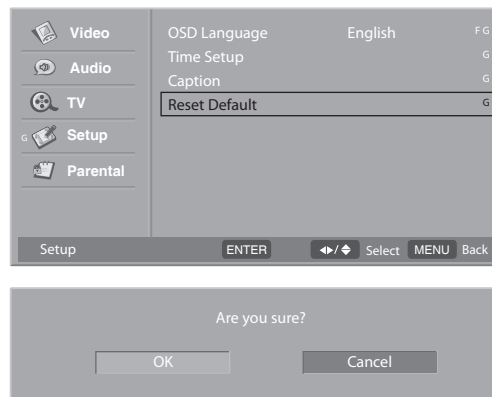 Video
Audio
TV
G Setup
Parental
OSD Language English F G
Time Setup G
Caption G
Reset Default G
Setup ENTER / Select MENU Back
Are you sure?
OK Cancel